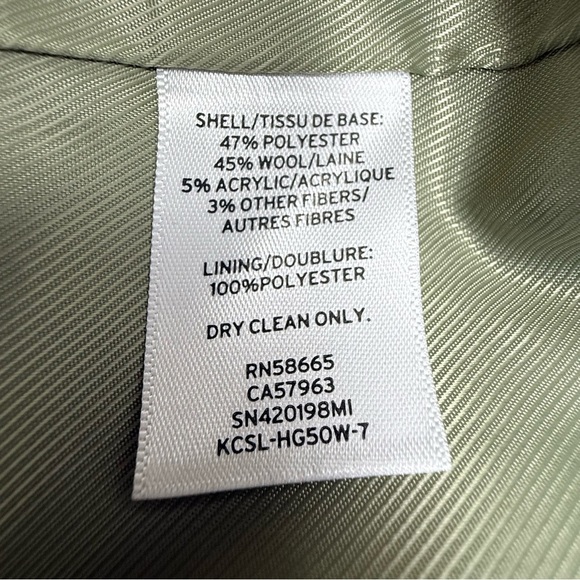 SHELL/TISSU DE BASE:
47% POLYESTER
45% WOOL/LAINE
5% ACRYLIC/ACRYLIQUE
3% OTHER FIBERS/
AUTRES FIBRES
LINING/DOUBLURE:
100%POLYESTER
DRY CLEAN ONLY.
RN58665
CA57963
SN420198MI
KCSL-HG50W-7